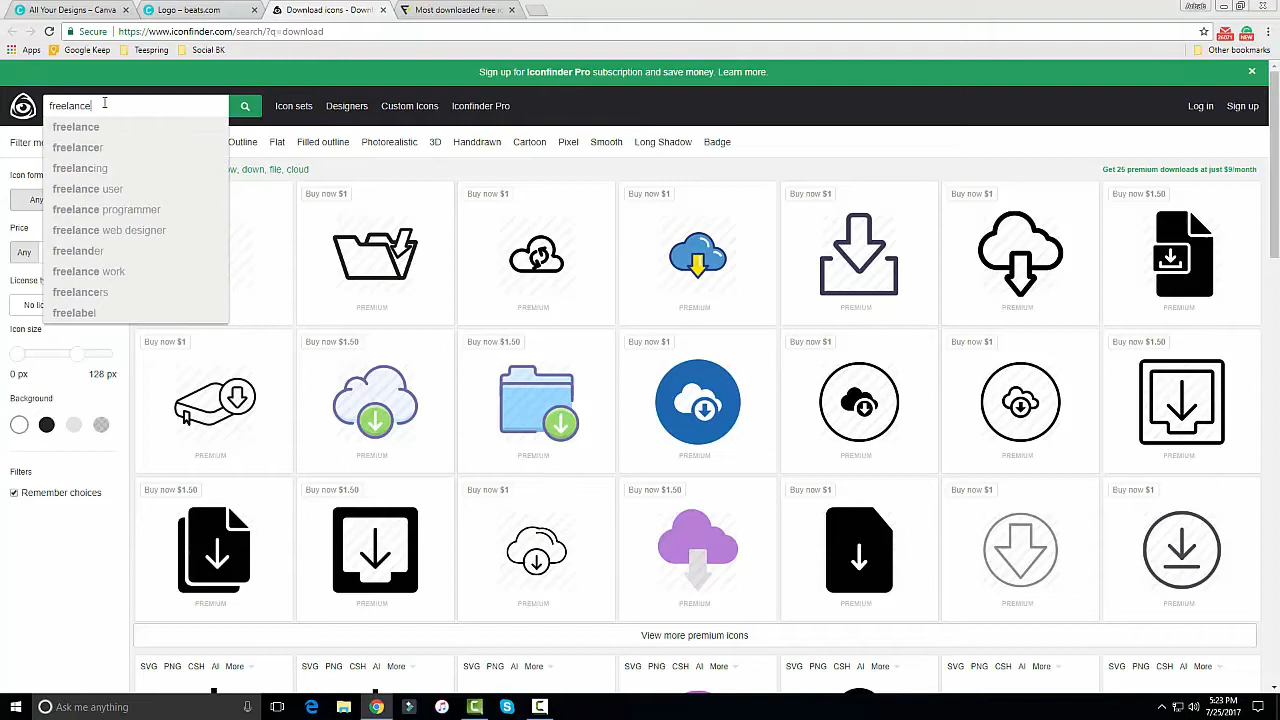 All Your Designs – Canva
Logo – beats.com
Download icons - Down
Most downloaded free ic
Secure
https://www.iconfinder.com/search/?q=download
Apps
Google Keep
Teespring
Social BK
Other bookmarks
Sign up for Iconfinder Pro subscription and save money. Learn more.
freelance
Icon sets
Designers
Custom Icons
Iconfinder Pro
Log in
Sign up
freelance
freelancer
freelancing
freelance user
freelance programmer
freelance web designer
freelander
freelance work
freelancers
freelabel
Outline
Flat
Filled outline
Photorealistic
3D
Handdrawn
Cartoon
Pixel
Smooth
Long Shadow
Badge
down, file, cloud
Get 25 premium downloads at just $9/month
Price
Any
Icon size
0 px
128 px
Background
Filters
Remember choices
Buy now $1
Buy now $1
Buy now $1
Buy now $1
Buy now $1
Buy now $1.50
PREMIUM
PREMIUM
PREMIUM
PREMIUM
PREMIUM
PREMIUM
PREMIUM
Buy now $1
Buy now $1.50
Buy now $1.50
Buy now $1
Buy now $1
Buy now $1
Buy now $1.50
PREMIUM
PREMIUM
PREMIUM
PREMIUM
PREMIUM
PREMIUM
PREMIUM
Buy now $1.50
Buy now $1.50
Buy now $1
Buy now $1.50
Buy now $1
Buy now $1
Buy now $1
PREMIUM
PREMIUM
PREMIUM
PREMIUM
PREMIUM
PREMIUM
PREMIUM
View more premium icons
SVG PNG CSH AI More
SVG PNG CSH AI More
SVG PNG AI More
SVG PNG CSH AI More
SVG PNG CSH AI More
SVG PNG CSH AI More
SVG PNG CSH AI More
Ask me anything
5:23 PM
7/25/2017